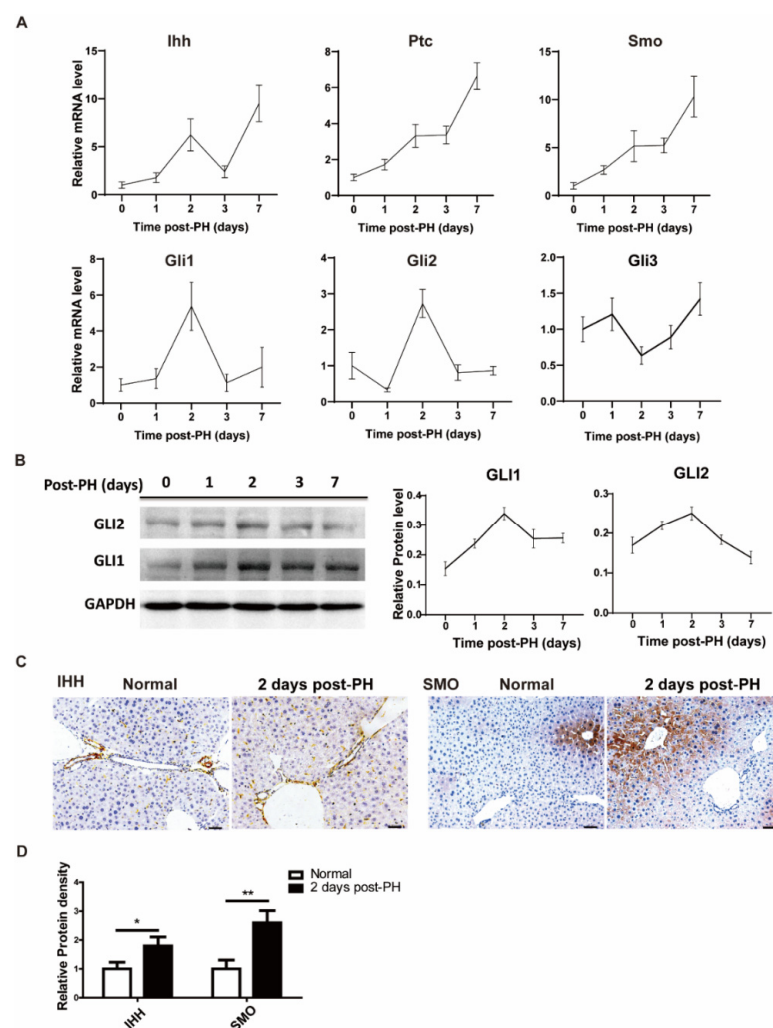 A
Ihh
Ptc
Smo
Relative mRNA level
15
10
5
0
0 1 2 3 7
Time post-PH (days)
8
6
4
2
0
0 1 2 3 7
Time post-PH (days)
15
10
5
0
0 1 2 3 7
Time post-PH (days)
Gli1
Gli2
Gli3
Relative mRNA level
8
6
4
2
0
0 1 2 3 7
Time post-PH (days)
4
3
2
1
0
0 1 2 3 7
Time post-PH (days)
2.0
1.5
1.0
0.5
0.0
0 1 2 3 7
Time post-PH (days)
B
Post-PH (days) 0 1 2 3 7
GLI2
GLI1
GAPDH
GLI1
GLI2
Relative Protein level
0.4
0.3
0.2
0.1
0.0
0 1 2 3 7
Time post-PH (days)
0.3
0.2
0.1
0.0
0 1 2 3 7
Time post-PH (days)
C
IHH Normal 2 days post-PH
SMO Normal 2 days post-PH
D
Relative Protein density
4
3
2
1
0
Normal
2 days post-PH
*
**
IHH
SMO